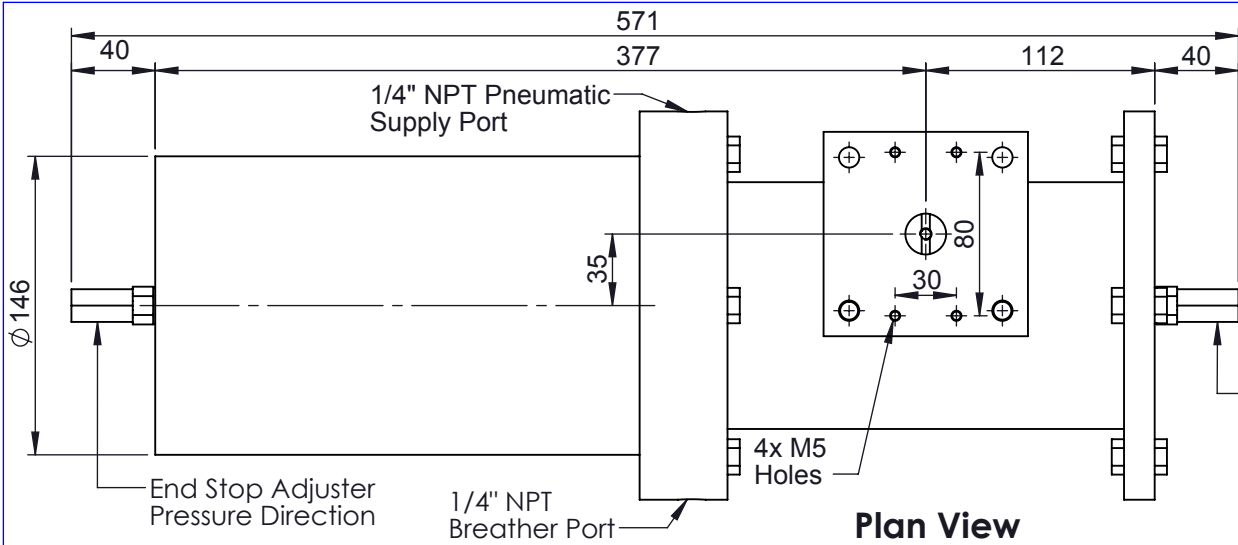 571
40
377
112
40
1/4" NPT Pneumatic
Supply Port
Ø146
35
80
30
4x M5
Holes
End Stop Adjuster
Pressure Direction
1/4" NPT
Breather Port
Plan View